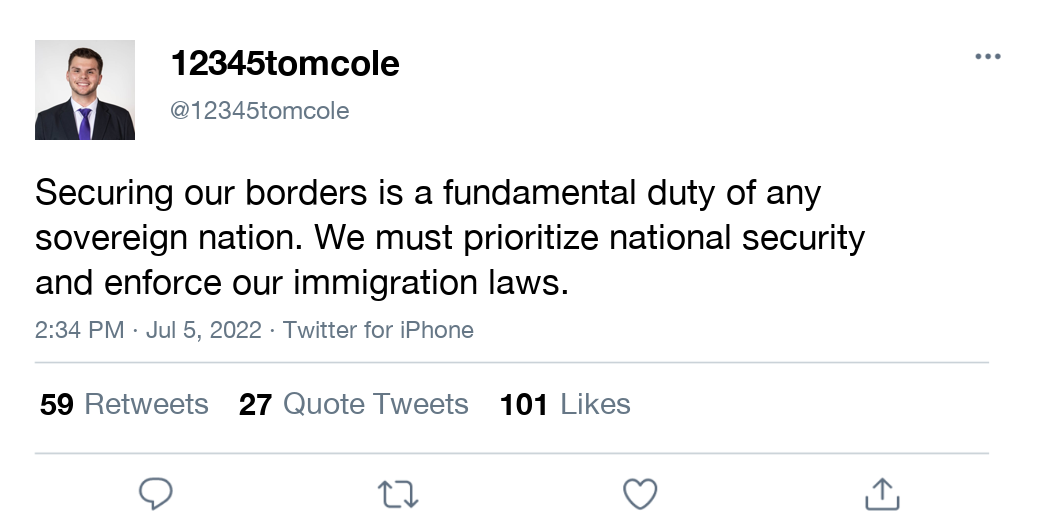 12345tomcole
@12345tomcole
Securing our borders is a fundamental duty of any
sovereign nation. We must prioritize national security
and enforce our immigration laws.
2:34 PM · Jul 5, 2022 · Twitter for iPhone
59 Retweets 27 Quote Tweets 101 Likes